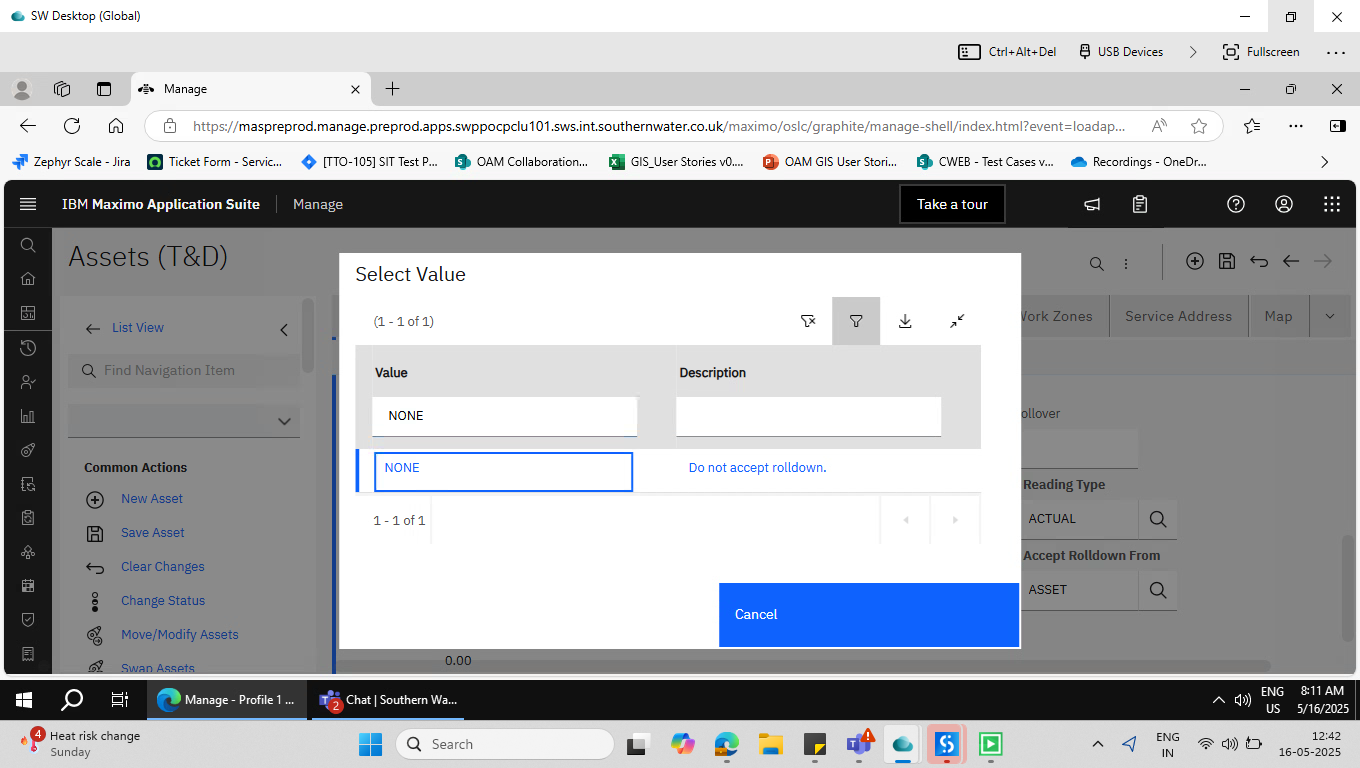 SW Desktop (Global)
Ctrl+Alt+Del USB Devices Fullscreen
Manage
https://maspreprod.manage.preprod.apps.swppocpclu101.sws.int.southernwater.co.uk/maximo/oslc/graphite/manage-shell/index.html?event=loadap...
Zephyr Scale - Jira Ticket Form - Servic... [TTO-105] SIT Test P... OAM Collaboration... GIS_User Stories v0.... OAM GIS User Stori... CWEB - Test Cases v... Recordings - OneDr...
IBM Maximo Application Suite Manage Take a tour
Assets (T&D)
List View
Find Navigation Item
Common Actions
New Asset
Save Asset
Clear Changes
Change Status
Move/Modify Assets
Swap Assets
Select Value
(1 - 1 of 1)
Value Description
NONE
NONE Do not accept rolldown.
1 - 1 of 1
Cancel
Work Zones Service Address Map
ollover
Reading Type
ACTUAL
Accept Rolldown From
ASSET
0.00
Manage - Profile 1 ... 2 Chat | Southern Wa... ENG US 8:11 AM 5/16/2025
4 Heat risk change Sunday Search ENG IN 12:42 16-05-2025